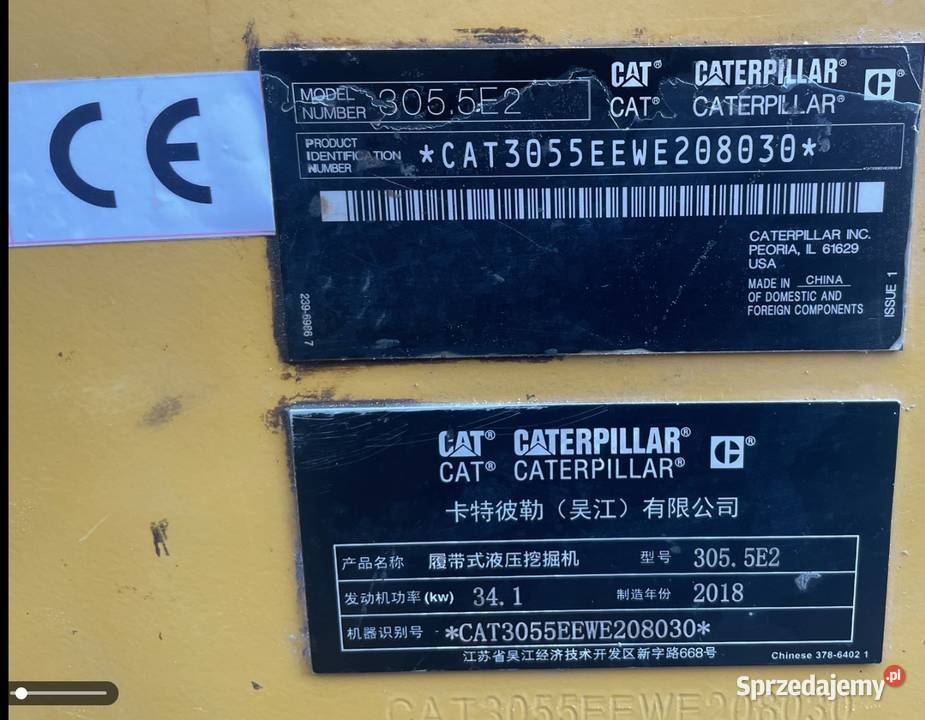 CE
CAT® CATERPILLAR®
CAT® CATERPILLAR®
MODEL NUMBER 305.5E2
PRODUCT IDENTIFICATION NUMBER *CAT3055EEWE208030*
CATERPILLAR INC.
PEORIA, IL 61629
USA
MADE IN CHINA
OF DOMESTIC AND
FOREIGN COMPONENTS
ISSUE 1
239-6986 7
CAT® CATERPILLAR®
CAT® CATERPILLAR®
卡特彼勒（吴江）有限公司
产品名称 履带式液压挖掘机 型号 305.5E2
发动机功率(kw) 34.1 制造年份 2018
机器识别号 *CAT3055EEWE208030*
江苏省吴江经济技术开发区新字路668号
Chinese 378-6402 1
CAT3055EEWE208030
Sprzedajemy.pl